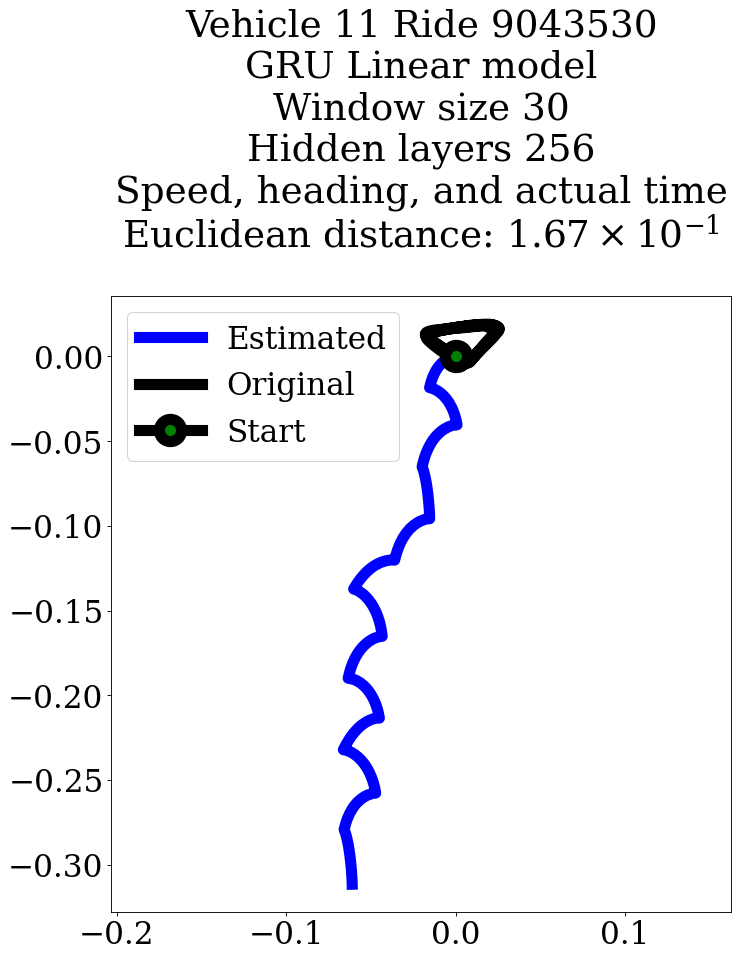 Vehicle 11 Ride 9043530
GRU Linear model
Window size 30
Hidden layers 256
Speed, heading, and actual time
Euclidean distance: 1.67 × 10⁻¹
Estimated
Original
Start
0.00
−0.05
−0.10
−0.15
−0.20
−0.25
−0.30
−0.2 −0.1 0.0 0.1